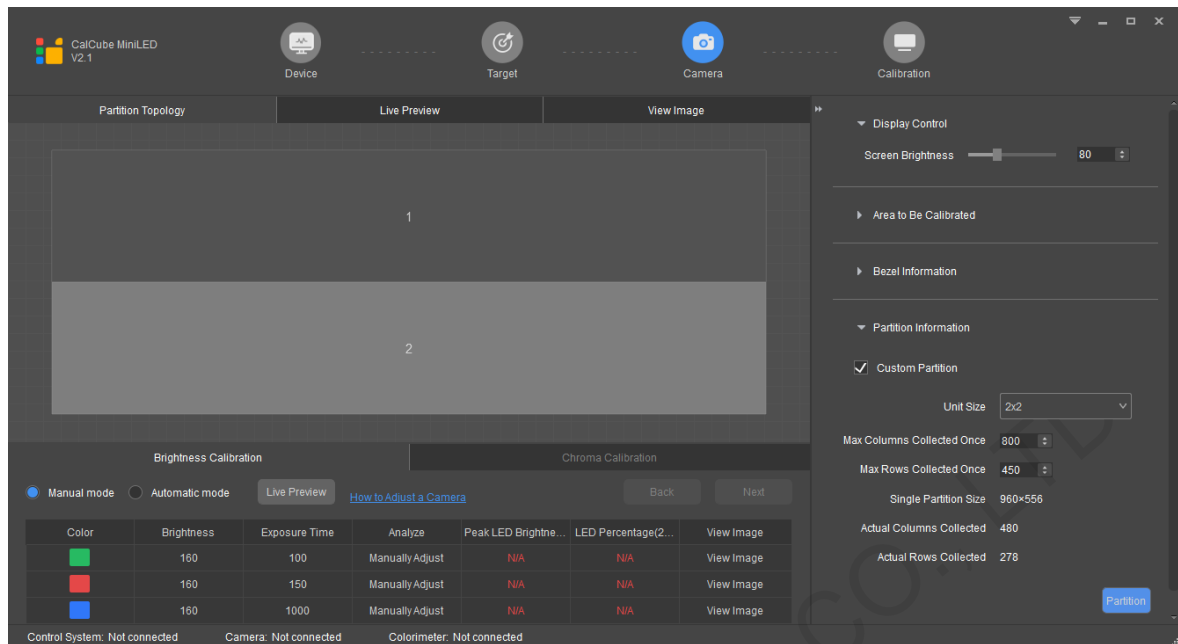 CalCube MiniLED
V2.1
Device
Target
Camera
Calibration
Partition Topology
Live Preview
View Image
1
2
Display Control
Screen Brightness 80
Area to Be Calibrated
Bezel Information
Partition Information
Custom Partition
Unit Size 2x2
Max Columns Collected Once 800
Max Rows Collected Once 450
Single Partition Size 960×556
Actual Columns Collected 480
Actual Rows Collected 278
Partition
Brightness Calibration
Chroma Calibration
Manual mode Automatic mode Live Preview How to Adjust a Camera Back Next
Color Brightness Exposure Time Analyze Peak LED Brightne... LED Percentage(2... View Image
160 100 Manually Adjust N/A N/A View Image
160 150 Manually Adjust N/A N/A View Image
160 1000 Manually Adjust N/A N/A View Image
Control System: Not connected Camera: Not connected Colorimeter: Not connected
CO., LTD